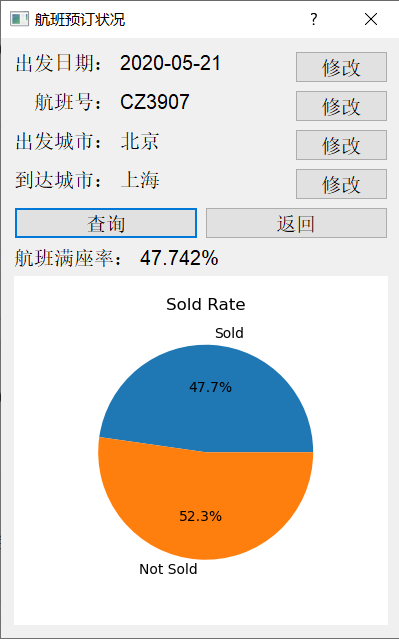 航班预订状况
出发日期： 2020-05-21 修改
航班号： CZ3907 修改
出发城市： 北京 修改
到达城市： 上海 修改
查询 返回
航班满座率： 47.742%
Sold Rate
Sold
47.7%
52.3%
Not Sold